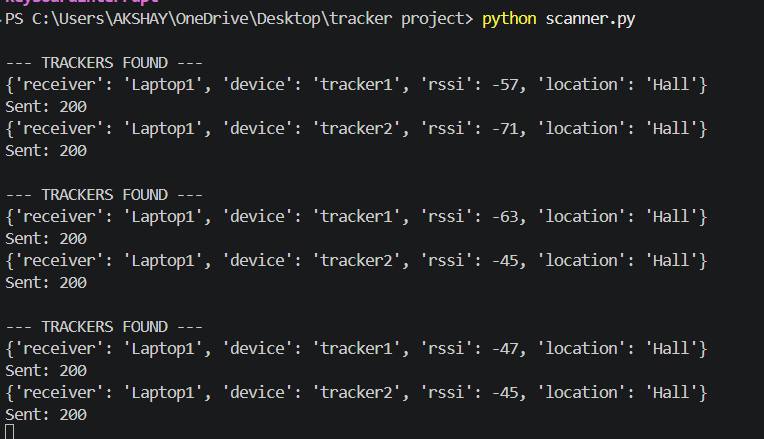 KeyboardInterrupt
PS C:\Users\AKSHAY\OneDrive\Desktop\tracker project> python scanner.py
--- TRACKERS FOUND ---
{'receiver': 'Laptop1', 'device': 'tracker1', 'rssi': -57, 'location': 'Hall'}
Sent: 200
{'receiver': 'Laptop1', 'device': 'tracker2', 'rssi': -71, 'location': 'Hall'}
Sent: 200
--- TRACKERS FOUND ---
{'receiver': 'Laptop1', 'device': 'tracker1', 'rssi': -63, 'location': 'Hall'}
Sent: 200
{'receiver': 'Laptop1', 'device': 'tracker2', 'rssi': -45, 'location': 'Hall'}
Sent: 200
--- TRACKERS FOUND ---
{'receiver': 'Laptop1', 'device': 'tracker1', 'rssi': -47, 'location': 'Hall'}
Sent: 200
{'receiver': 'Laptop1', 'device': 'tracker2', 'rssi': -45, 'location': 'Hall'}
Sent: 200